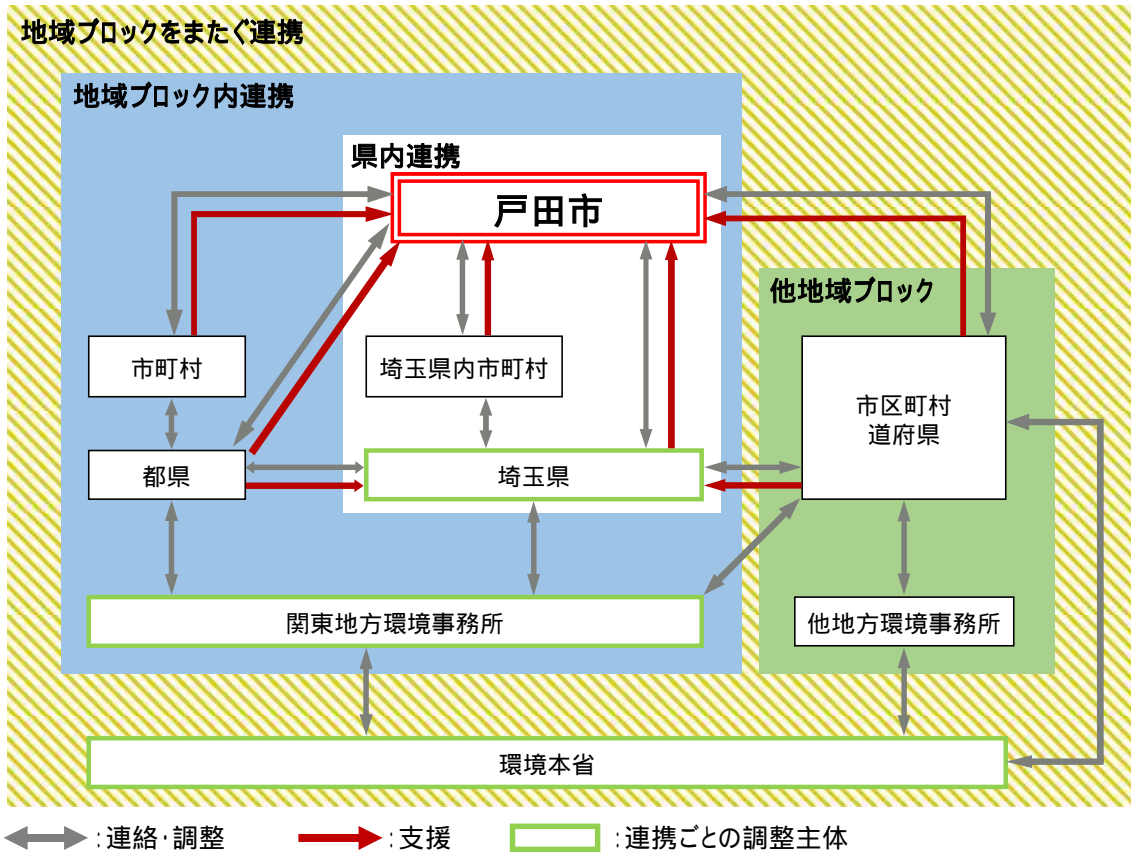 地域ブロックをまたぐ連携
地域ブロック内連携
県内連携
戸田市
他地域ブロック
市町村
埼玉県内市町村
市区町村
道府県
都県
埼玉県
関東地方環境事務所
他地方環境事務所
環境本省
:連絡・調整
:支援
:連携ごとの調整主体